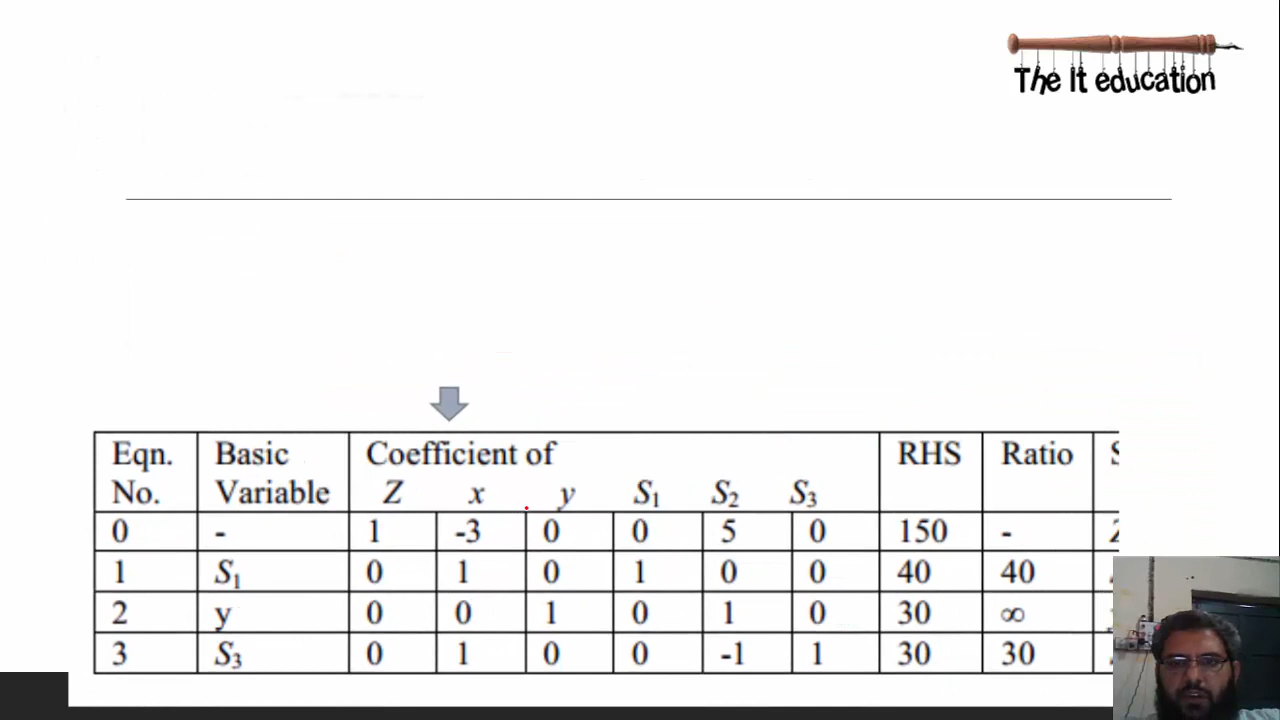 The It education
Eqn. Basic Coefficient of RHS Ratio
No. Variable Z x y S₁ S₂ S₃
0 - 1 -3 0 0 5 0 150 -
1 S₁ 0 1 0 1 0 0 40 40
2 y 0 0 1 0 1 0 30 ∞
3 S₃ 0 1 0 0 -1 1 30 30